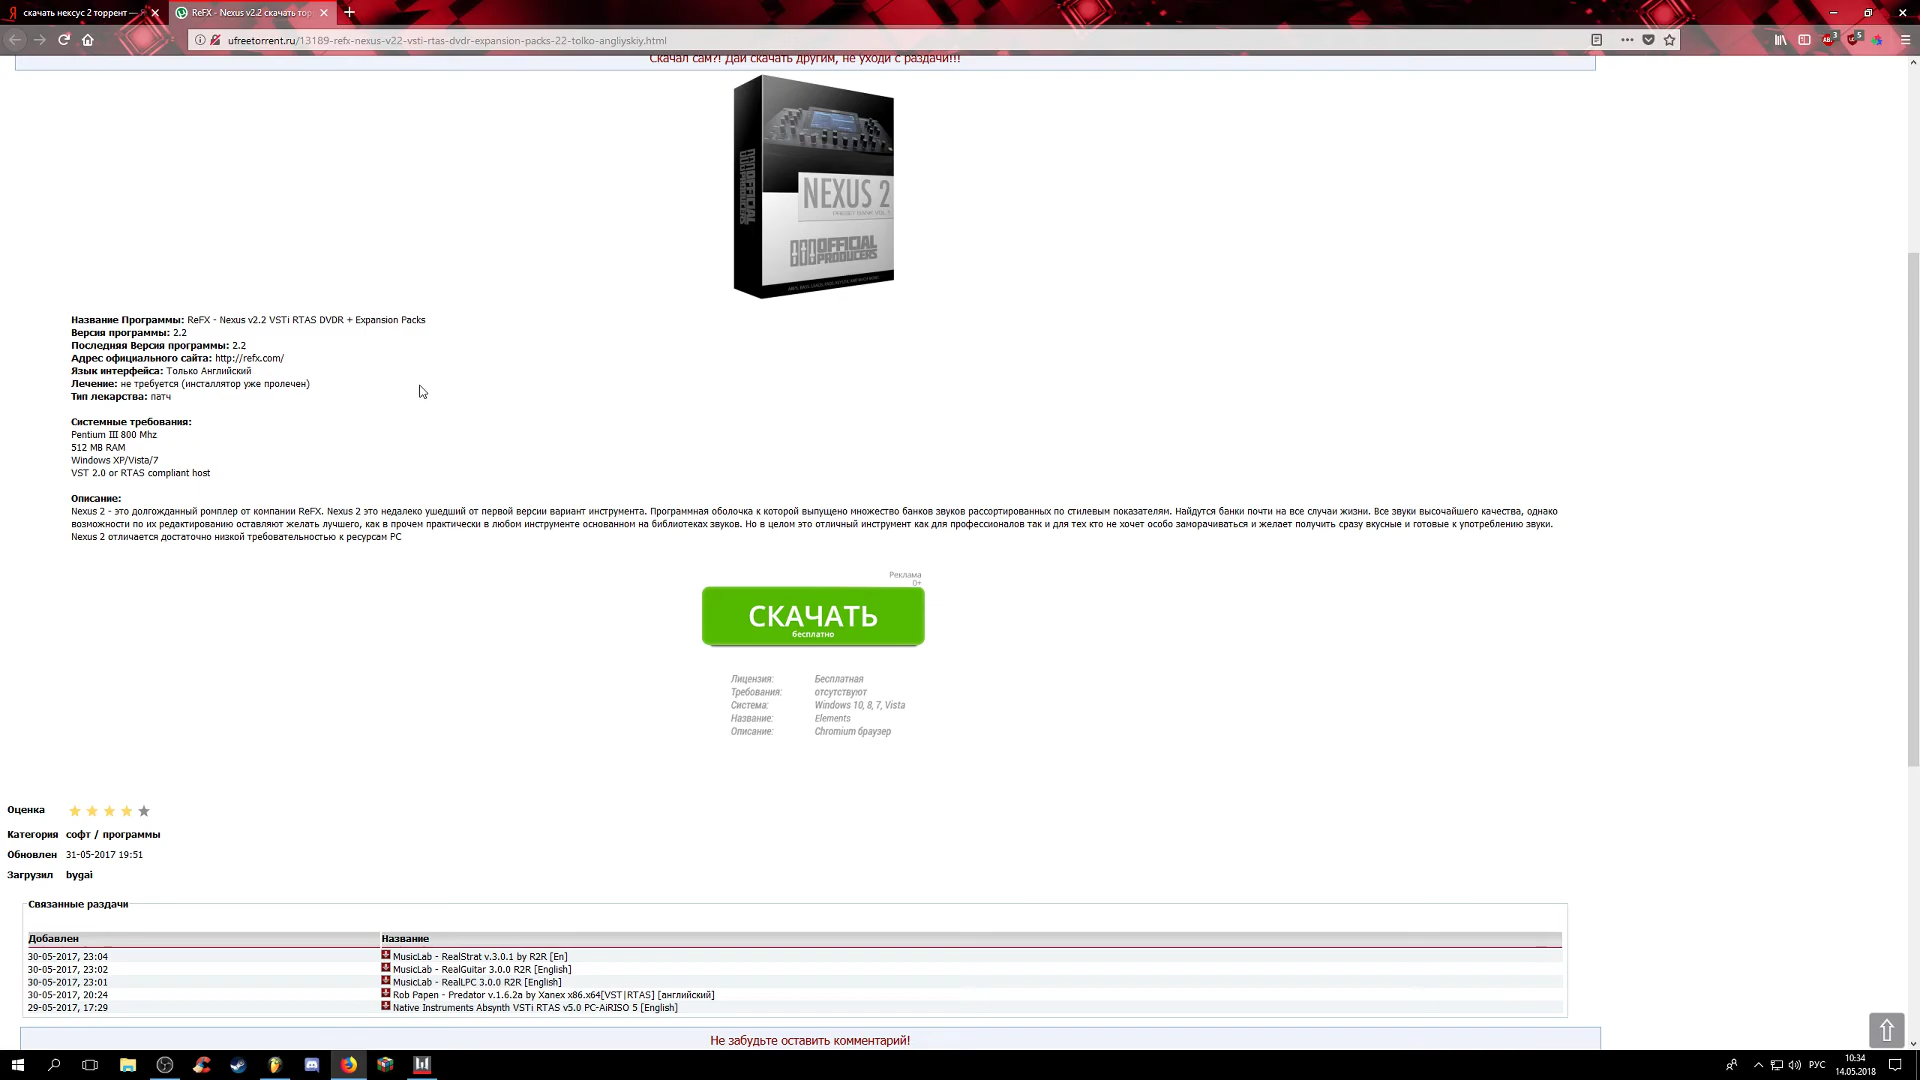 скачать нексус 2 торрент —
ReFX - Nexus v2.2 скачать тор
ufreetorrent.ru/13189-refx-nexus-v22-vsti-rtas-dvdr-expansion-packs-22-tolko-angliyskiy.html
Скачал сам?! Дай скачать другим, не уходи с раздачи!!!
NEXUS 2
PRESET BANK VOL.1
OFFICIAL
PRODUCERS
Название Программы: ReFX - Nexus v2.2 VSTi RTAS DVDR + Expansion Packs
Версия программы: 2.2
Последняя Версия программы: 2.2
Адрес официального сайта: http://refx.com/
Язык интерфейса: Только Английский
Лечение: не требуется (инсталлятор уже пролечен)
Тип лекарства: патч
Системные требования:
Pentium III 800 Mhz
512 MB RAM
Windows XP/Vista/7
VST 2.0 or RTAS compliant host
Описание:
Nexus 2 - это долгожданный ромплер от компании ReFX. Nexus 2 это недалеко ушедший от первой версии вариант инструмента. Программная оболочка к которой выпущено множество банков звуков рассортированных по стилевым показателям. Найдутся банки почти на все случаи жизни. Все звуки высочайшего качества, однако
возможности по их редактированию оставляют желать лучшего, как в прочем практически в любом инструменте основанном на библиотеках звуков. Но в целом это отличный инструмент как для профессионалов так и для тех кто не хочет особо заморачиваться и желает получить сразу вкусные и готовые к употреблению звуки.
Nexus 2 отличается достаточно низкой требовательностью к ресурсам PC
Реклама
0+
СКАЧАТЬ
бесплатно
Лицензия: Бесплатная
Требования: отсутствуют
Система: Windows 10, 8, 7, Vista
Название: Elements
Описание: Chromium браузер
Оценка
Категория софт / программы
Обновлен 31-05-2017 19:51
Загрузил bygai
Связанные раздачи
Добавлен Название
30-05-2017, 23:04 MusicLab - RealStrat v.3.0.1 by R2R [En]
30-05-2017, 23:02 MusicLab - RealGuitar 3.0.0 R2R [English]
30-05-2017, 23:01 MusicLab - RealLPC 3.0.0 R2R [English]
30-05-2017, 20:24 Rob Papen - Predator v.1.6.2a by Xanex x86.x64[VST|RTAS] [английский]
29-05-2017, 17:29 Native Instruments Absynth VSTi RTAS v5.0 PC-AiRISO 5 [English]
Не забудьте оставить комментарий!
РУС
10:34
14.05.2018